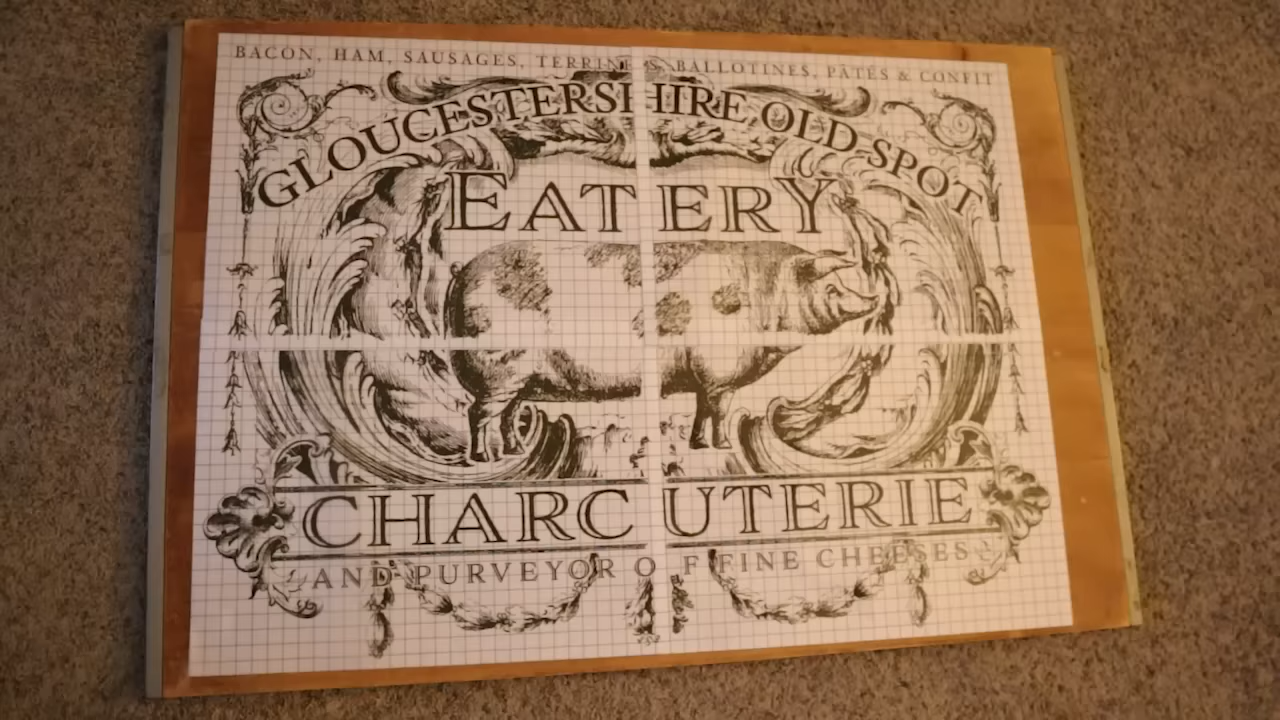 BACON, HAM, SAUSAGES, TERRINES, BALLOTINES, PÂTÉS & CONFIT
GLOUCESTERSHIRE OLD SPOT
EATERY
CHARCUTERIE
AND PURVEYOR OF FINE CHEESES